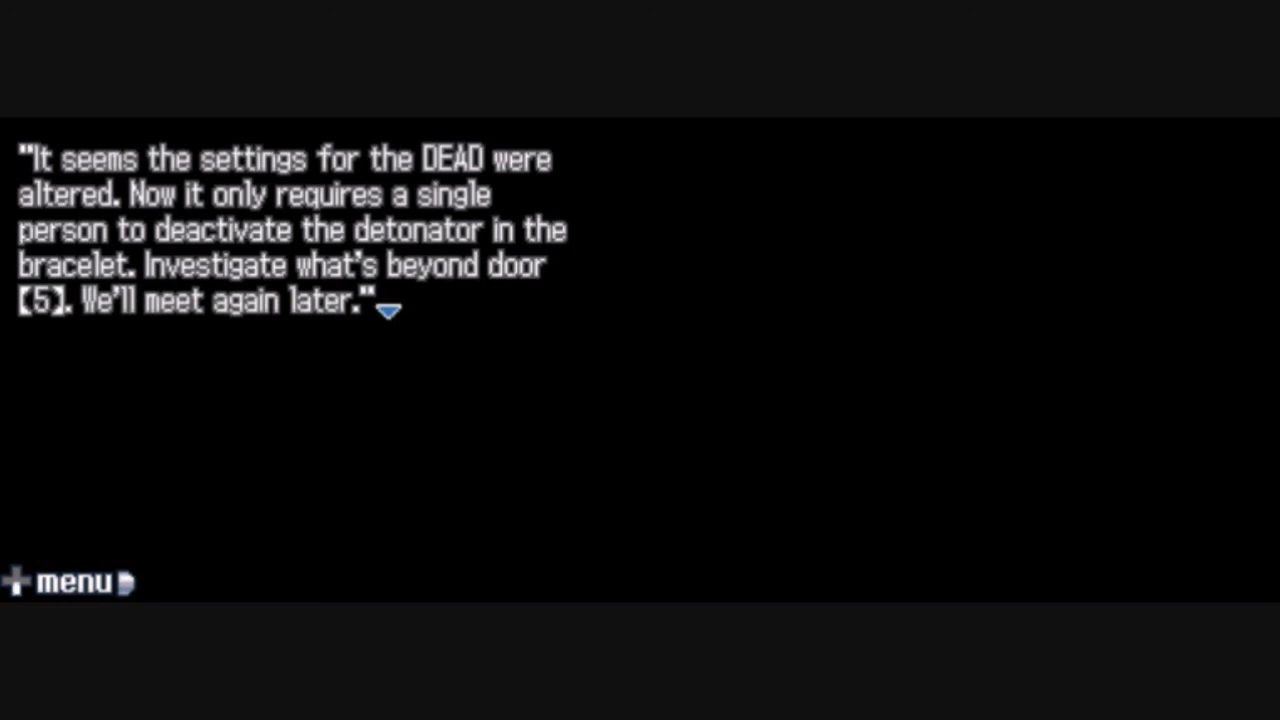 "It seems the settings for the DEAD were
altered. Now it only requires a single
person to deactivate the detonator in the
bracelet. Investigate what's beyond door
【5】. We'll meet again later."
menu